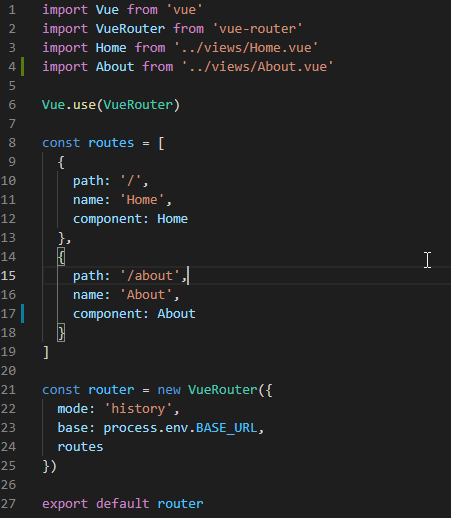 1 import Vue from 'vue'
2 import VueRouter from 'vue-router'
3 import Home from '../views/Home.vue'
4 import About from '../views/About.vue'
5
6 Vue.use(VueRouter)
7
8 const routes = [
9   {
10     path: '/',
11     name: 'Home',
12     component: Home
13   },
14   {
15     path: '/about',
16     name: 'About',
17     component: About
18   }
19 ]
20
21 const router = new VueRouter({
22   mode: 'history',
23   base: process.env.BASE_URL,
24   routes
25 })
26
27 export default router